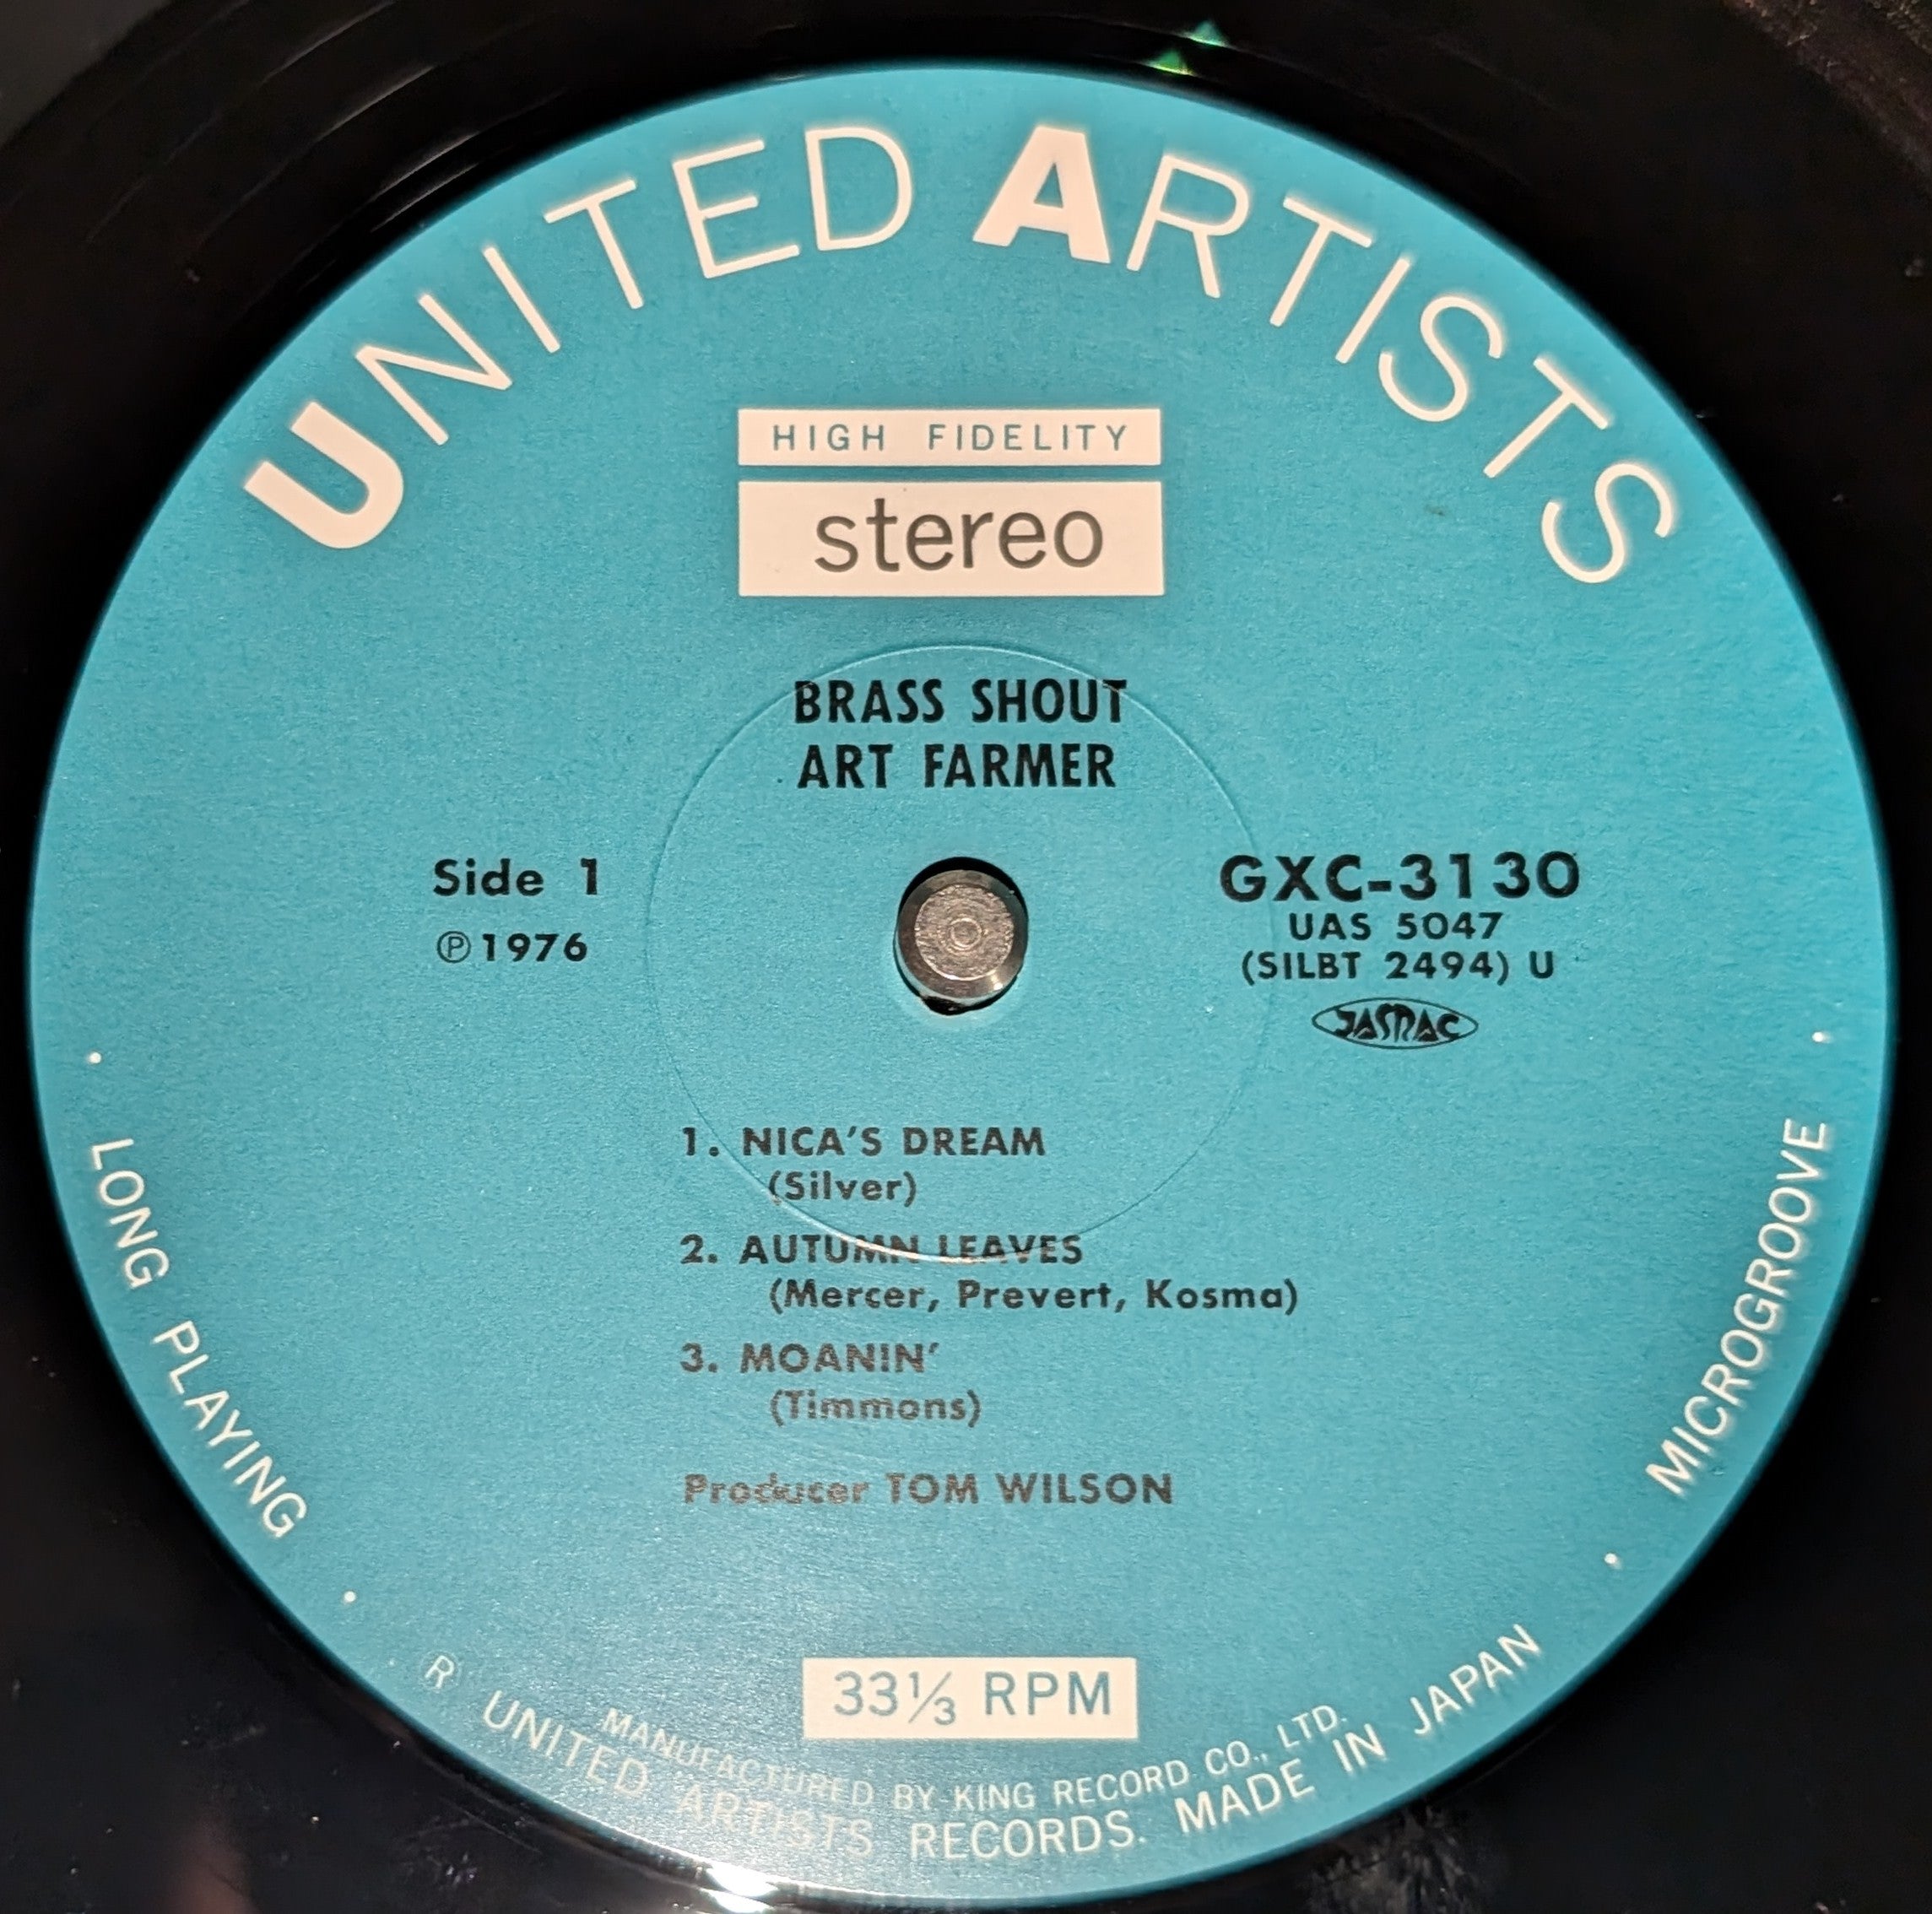 UNITED ARTISTS
HIGH FIDELITY
stereo
BRASS SHOUT
ART FARMER
Side 1
℗1976
GXC-3130
UAS 5047
(SILBT 2494) U
JASRAC
1. NICA'S DREAM
(Silver)
2. AUTUMN LEAVES
(Mercer, Prevert, Kosma)
3. MOANIN'
(Timmons)
Producer TOM WILSON
33⅓ RPM
• LONG PLAYING •
• MICROGROOVE •
MANUFACTURED BY KING RECORD CO., LTD.
R UNITED ARTISTS RECORDS. MADE IN JAPAN